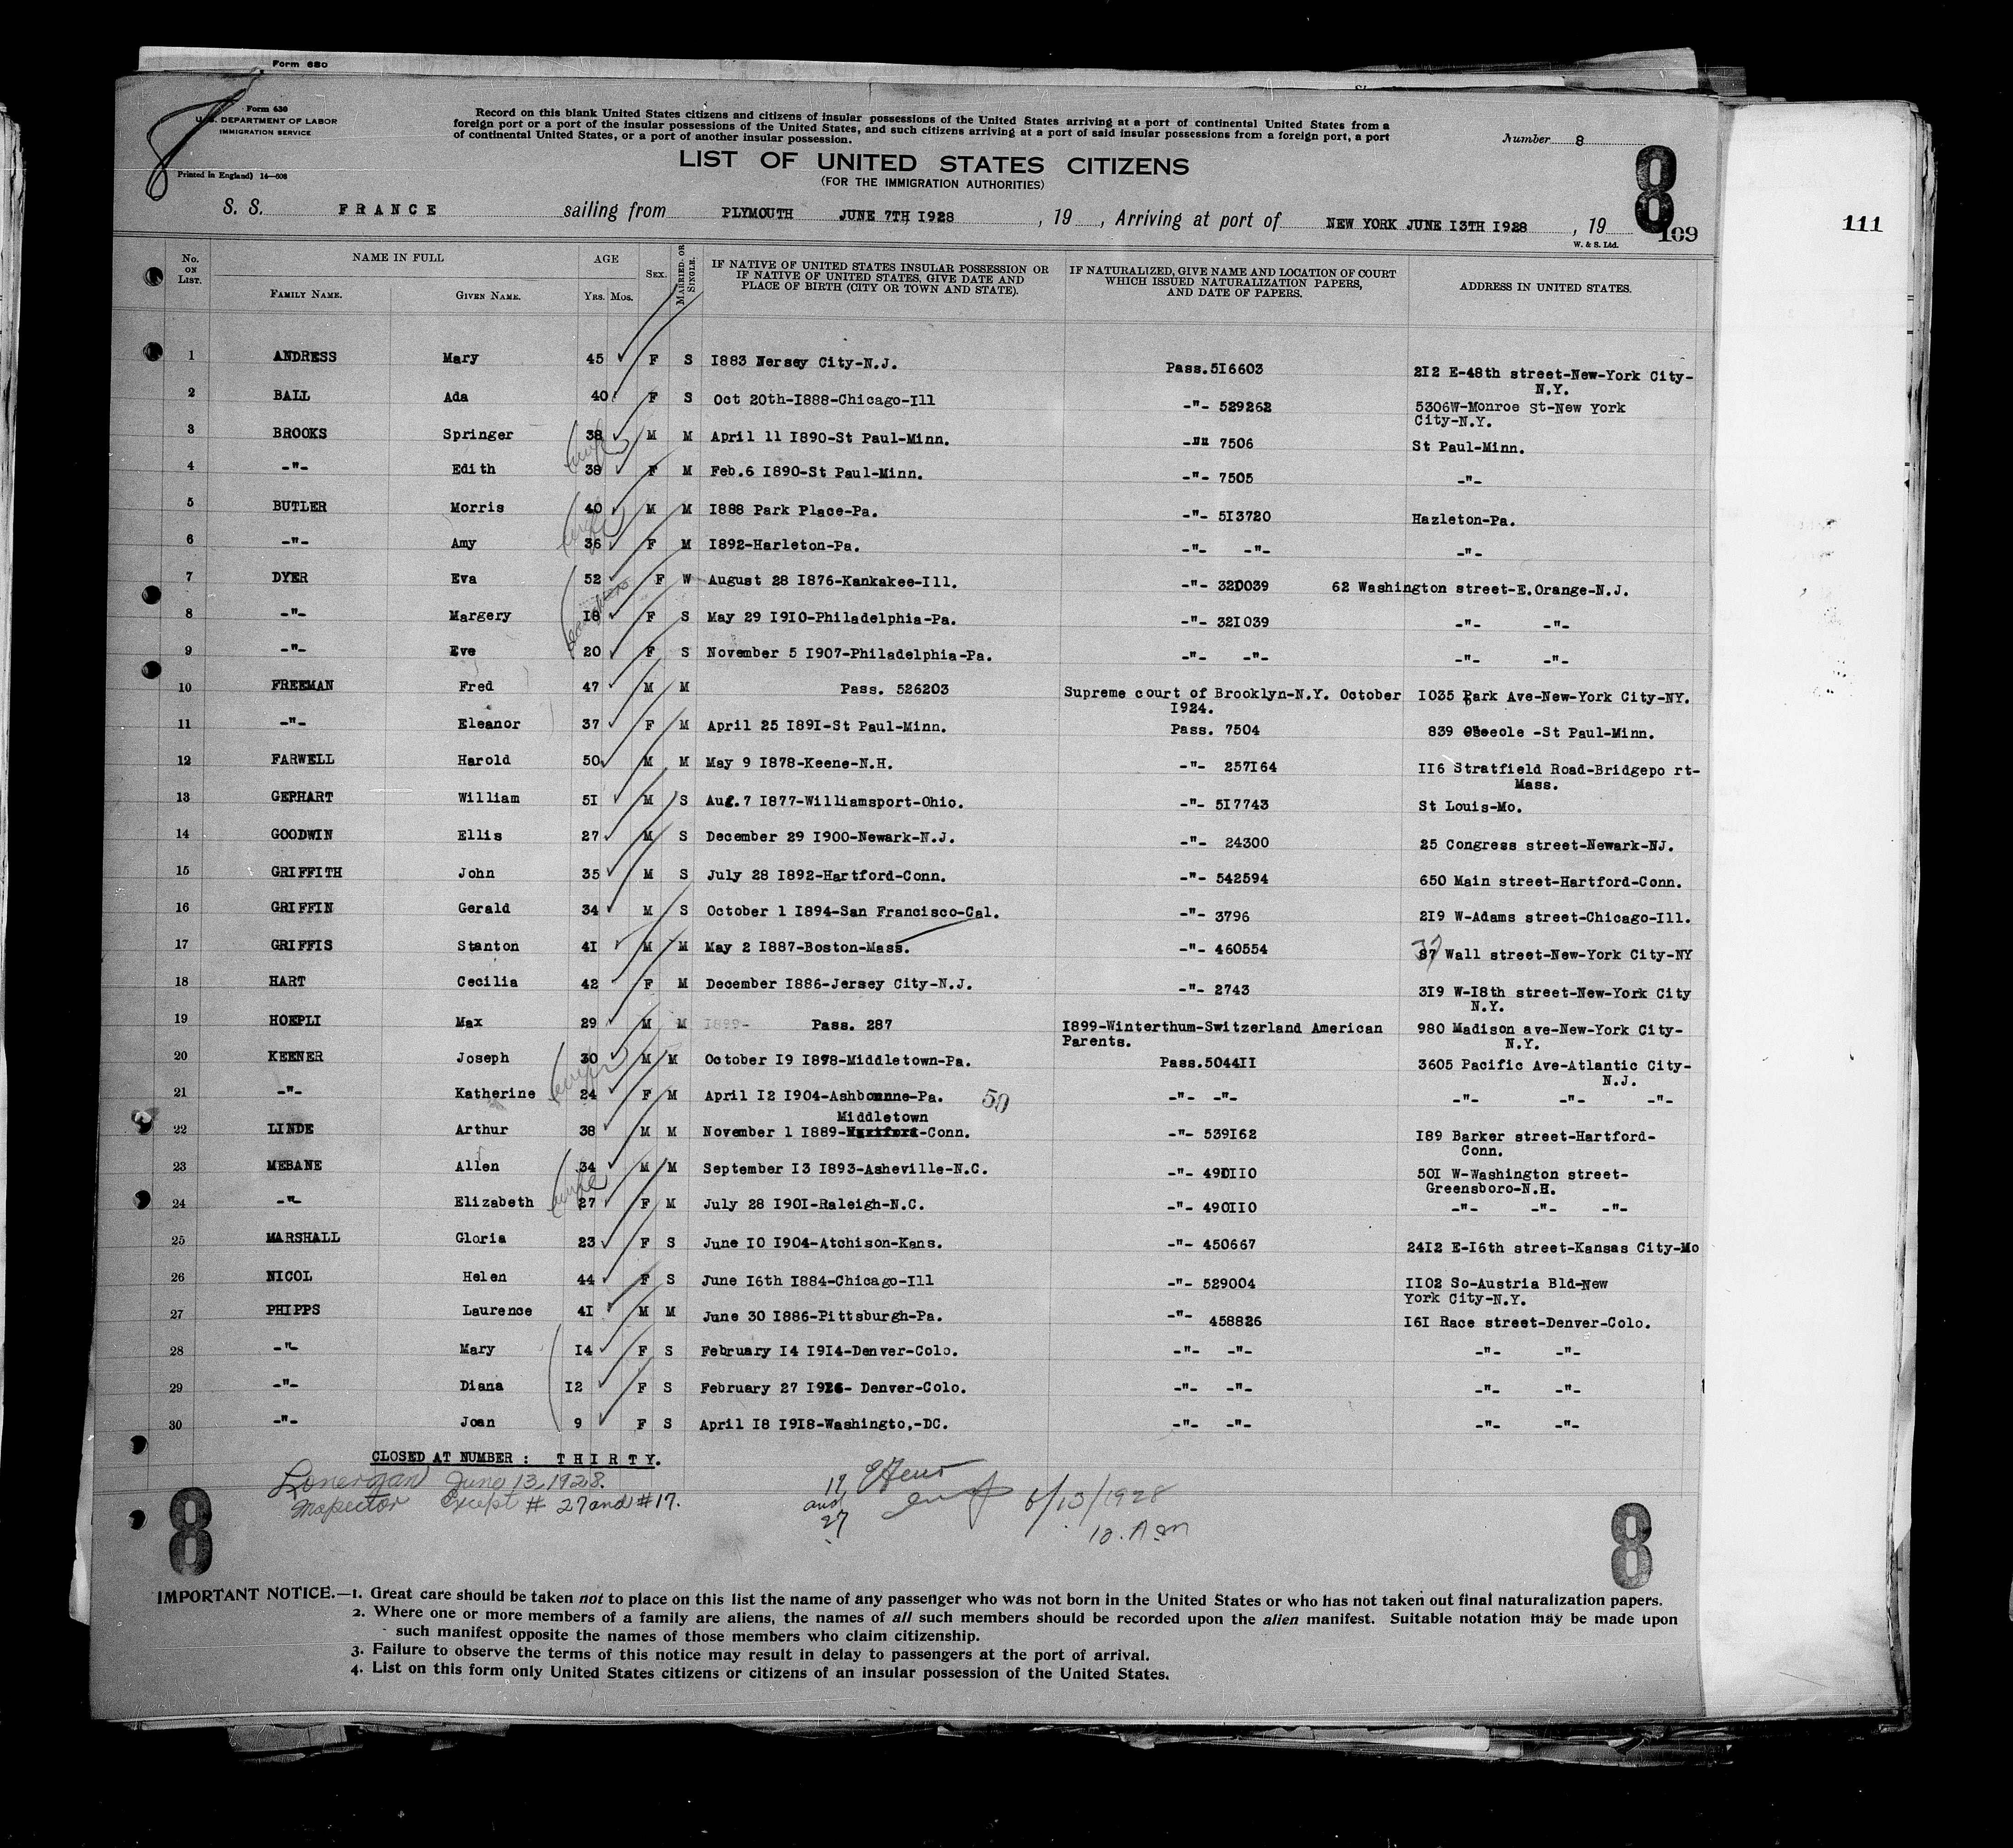 Form 680
Form 630
U.S. DEPARTMENT OF LABOR
IMMIGRATION SERVICE
Printed in England) 14—608
8
Record on this blank United States citizens and citizens of insular possessions of the United States arriving at a port of continental United States from a
foreign port or a port of the insular possessions of the United States, and such citizens arriving at a port of said insular possessions from a foreign port, a port
of continental United States, or a port of another insular possession.
Number 8
LIST OF UNITED STATES CITIZENS
(FOR THE IMMIGRATION AUTHORITIES)
8
109
111
S. S. FRANCE sailing from PLYMOUTH JUNE 7TH 1928, 19 , Arriving at port of NEW YORK JUNE 13TH 1928, 19
W. & S. Ltd.
No. on List. NAME IN FULL FAMILY NAME. GIVEN NAME. AGE YRS. MOS. SEX. MARRIED OR SINGLE. IF NATIVE OF UNITED STATES INSULAR POSSESSION OR IF NATIVE OF UNITED STATES, GIVE DATE AND PLACE OF BIRTH (CITY OR TOWN AND STATE). IF NATURALIZED, GIVE NAME AND LOCATION OF COURT WHICH ISSUED NATURALIZATION PAPERS, AND DATE OF PAPERS. ADDRESS IN UNITED STATES.
1 ANDRESS Mary 45 F S 1883 Nersey City-N.J. Pass.516603 212 E-48th street-New-York City-
N.Y.
2 BALL Ada 40 F S Oct 20th-1888-Chicago-Ill -"- 529262 5306W-Monroe St-New York
City-N.Y.
3 BROOKS Springer 38 M M April 11 1890-St Paul-Minn. -"- 7506 St Paul-Minn.
4 -"- Edith 38 F M Feb.6 1890-St Paul-Minn. -"- 7505 -"-
wife
5 BUTLER Morris 40 M M 1888 Park Place-Pa. -"- 513720 Hazleton-Pa.
6 -"- Amy 36 F M 1892-Harleton-Pa. -"- -"- -"-
wife
7 DYER Eva 52 F W August 28 1876-Kankakee-Ill. -"- 320039 62 Washington street-E.Orange-N.J.
8 -"- Margery 18 F S May 29 1910-Philadelphia-Pa. -"- 321039 -"- -"-
daughters
9 -"- Eve 20 F S November 5 1907-Philadelphia-Pa. -"- -"- -"- -"-
10 FREEMAN Fred 47 M M Pass. 526203 Supreme court of Brooklyn-N.Y. October 1035 Park Ave-New-York City-NY.
1924.
11 -"- Eleanor 37 F M April 25 1891-St Paul-Minn. Pass. 7504 839 Osceole -St Paul-Minn.
12 FARWELL Harold 50 M M May 9 1878-Keene-N.H. -"- 257164 116 Stratfield Road-Bridgepo rt-
Mass.
13 GEPHART William 51 M S Aug.7 1877-Williamsport-Ohio. -"- 517743 St Louis-Mo.
14 GOODWIN Ellis 27 M S December 29 1900-Newark-N.J. -"- 24300 25 Congress street-Newark-NJ.
15 GRIFFITH John 35 M S July 28 1892-Hartford-Conn. -"- 542594 650 Main street-Hartford-Conn.
16 GRIFFIN Gerald 34 M S October 1 1894-San Francisco-Cal. -"- 3796 219 W-Adams street-Chicago-Ill.
17 GRIFFIS Stanton 41 M M May 2 1887-Boston-Mass. -"- 460554 37 Wall street-New-York City-NY
18 HART Cecilia 42 F M December 1886-Jersey City-N.J. -"- 2743 319 W-18th street-New-York City
N.Y.
19 HOEPLI Max 29 M M 1899- Pass. 287 1899-Winterthum-Switzerland American 980 Madison ave-New-York City-
Parents. N.Y.
20 KEENER Joseph 30 M M October 19 1898-Middletown-Pa. Pass.504411 3605 Pacific Ave-Atlantic City-
N.J.
wife
21 -"- Katherine 24 F M April 12 1904-Ashbourne-Pa. 50 -"- -"- -"- -"- -"-
Middletown
22 LINDE Arthur 38 M M November 1 1889-Hartford-Conn. -"- 539162 189 Barker street-Hartford-
Conn.
23 MEBANE Allen 34 M M September 13 1893-Asheville-N.C. -"- 490110 501 W-Washington street-
Greensboro-N.H.
wife
24 -"- Elizabeth 27 F M July 28 1901-Raleigh-N.C. -"- 490110 -"- -"- -"-
25 MARSHALL Gloria 23 F S June 10 1904-Atchison-Kans. -"- 450667 2412 E-16th street-Kansas City-Mo
26 NICOL Helen 44 F S June 16th 1884-Chicago-Ill -"- 529004 1102 So-Austria Bld-New
York City-N.Y.
27 PHIPPS Laurence 41 M M June 30 1886-Pittsburgh-Pa. -"- 458826 161 Race street-Denver-Colo.
28 -"- Mary 14 F S February 14 1914-Denver-Colo. -"- -"- -"- -"-
29 -"- Diana 12 F S February 27 1916- Denver-Colo. -"- -"- -"- -"-
30 -"- Joan 9 F S April 18 1918-Washingto,-DC. -"- -"- -"- -"-
CLOSED AT NUMBER : THIRTY.
Lonergan June 13, 1928.
Inspector Except # 27 and #17.
17
and
27
6/13/1928
10. A m
8
8
IMPORTANT NOTICE.—1. Great care should be taken not to place on this list the name of any passenger who was not born in the United States or who has not taken out final naturalization papers.
2. Where one or more members of a family are aliens, the names of all such members should be recorded upon the alien manifest. Suitable notation may be made upon
such manifest opposite the names of those members who claim citizenship.
3. Failure to observe the terms of this notice may result in delay to passengers at the port of arrival.
4. List on this form only United States citizens or citizens of an insular possession of the United States.